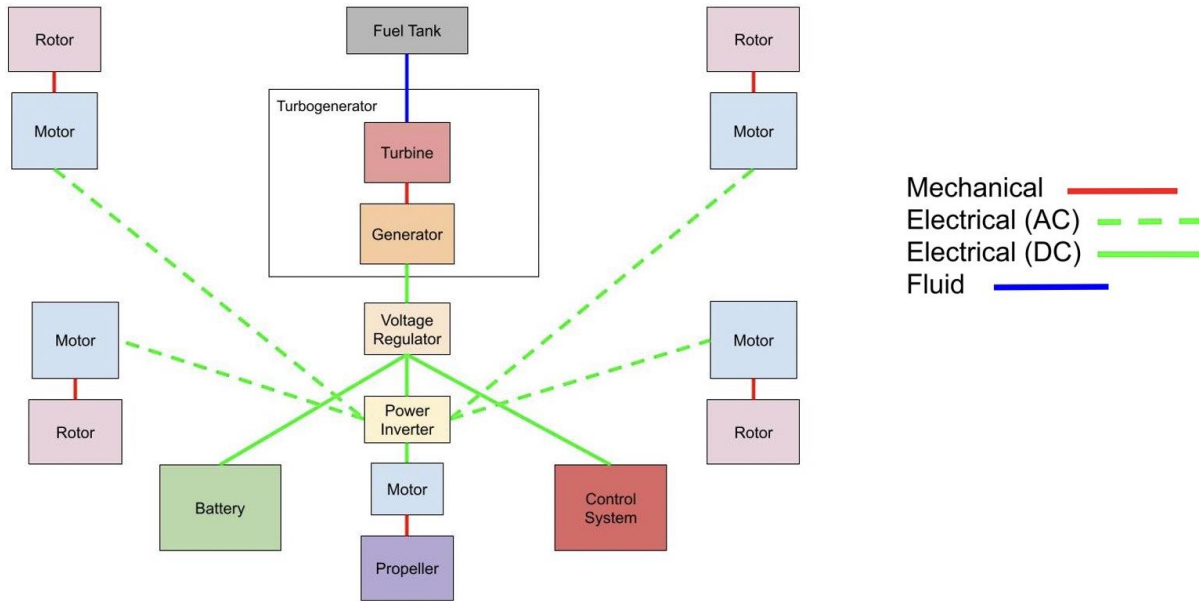 Rotor
Fuel Tank
Rotor
Motor
Turbogenerator
Turbine
Motor
Generator
Mechanical
Electrical (AC)
Electrical (DC)
Fluid
Motor
Voltage
Regulator
Motor
Rotor
Power
Inverter
Rotor
Battery
Motor
Control
System
Propeller